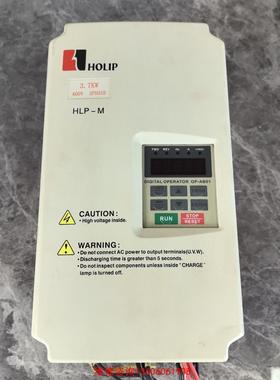 HOLIP
3.7KW
400V
HLP-M
FWD REV Hz A
DIGITAL OPERATOR OP-AB01
RUN
STOP
RESET
CAUTION:
• High voltage inside.
WARNING:
• Do not connect AC power to output terminals(U.V.W).
• Discharging time is greater than 5 seconds.
• Do not inspect components unless inside "CHARGE"
lamp is turned off.